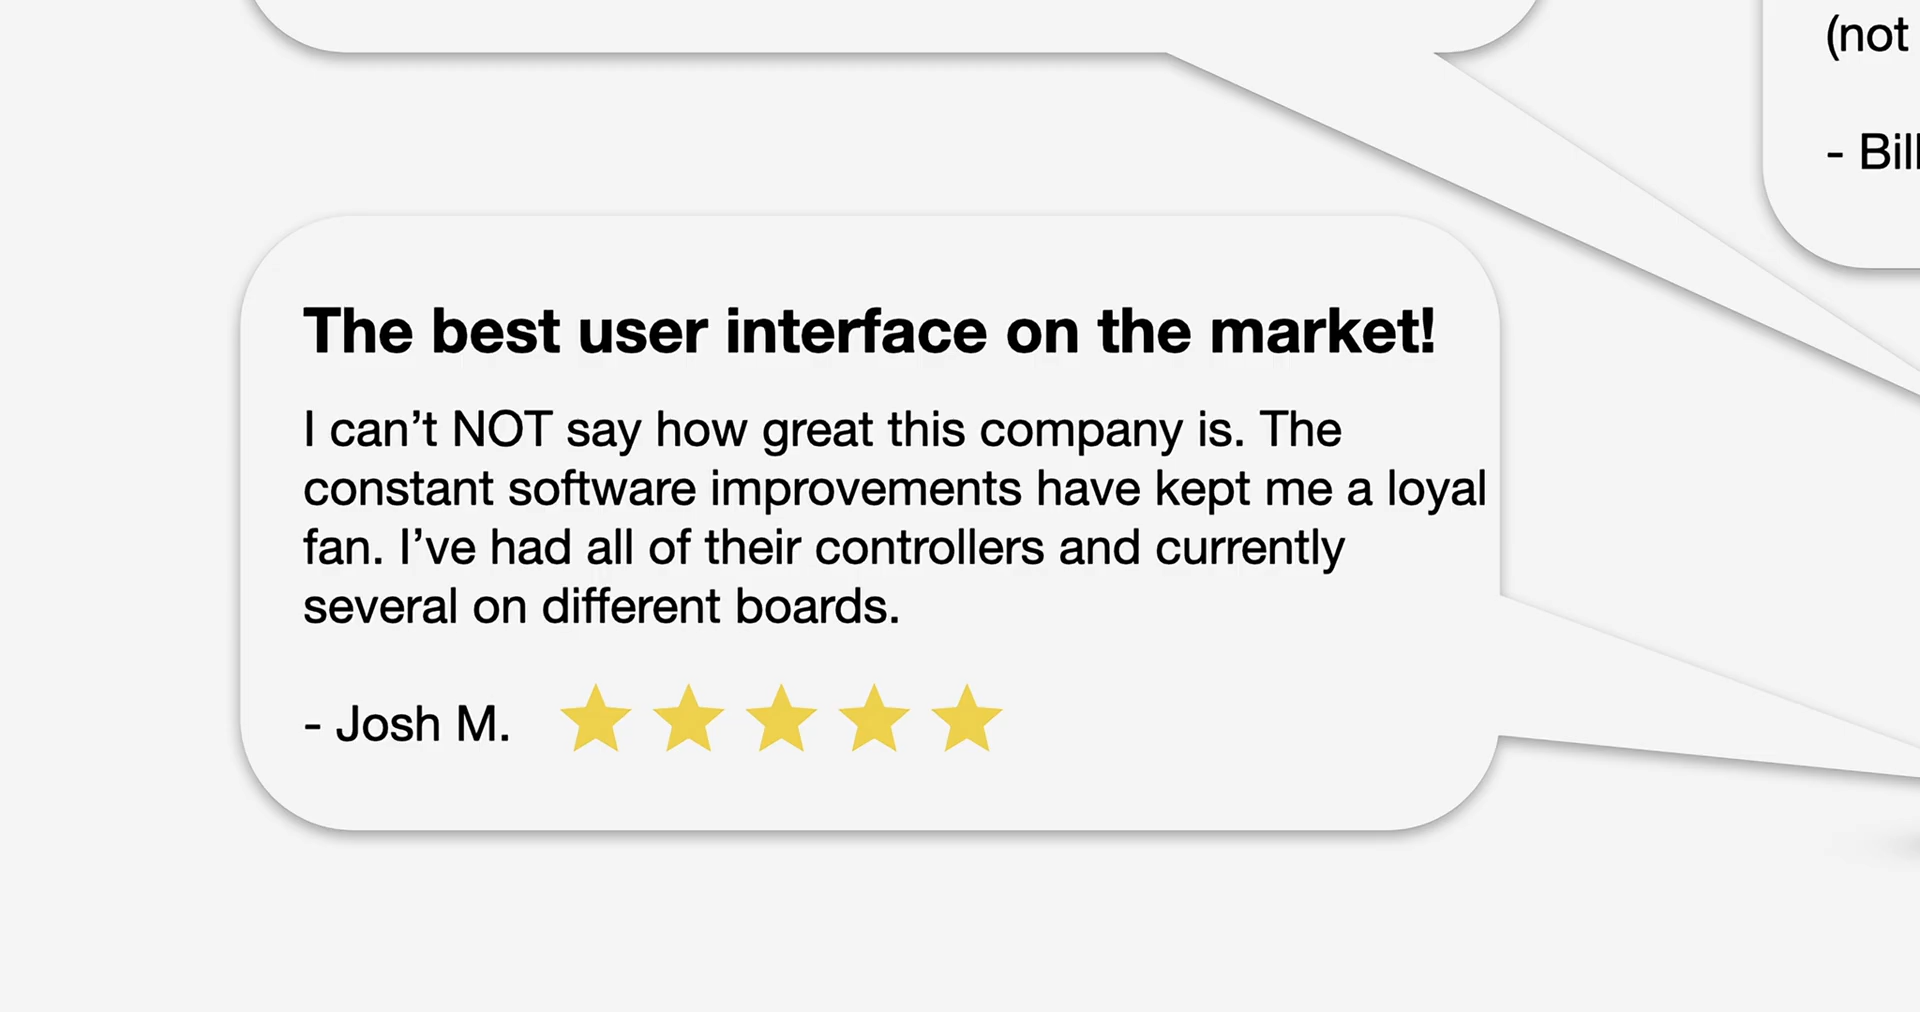 (not
- Bill
The best user interface on the market!
I can’t NOT say how great this company is. The
constant software improvements have kept me a loyal
fan. I’ve had all of their controllers and currently
several on different boards.
- Josh M.